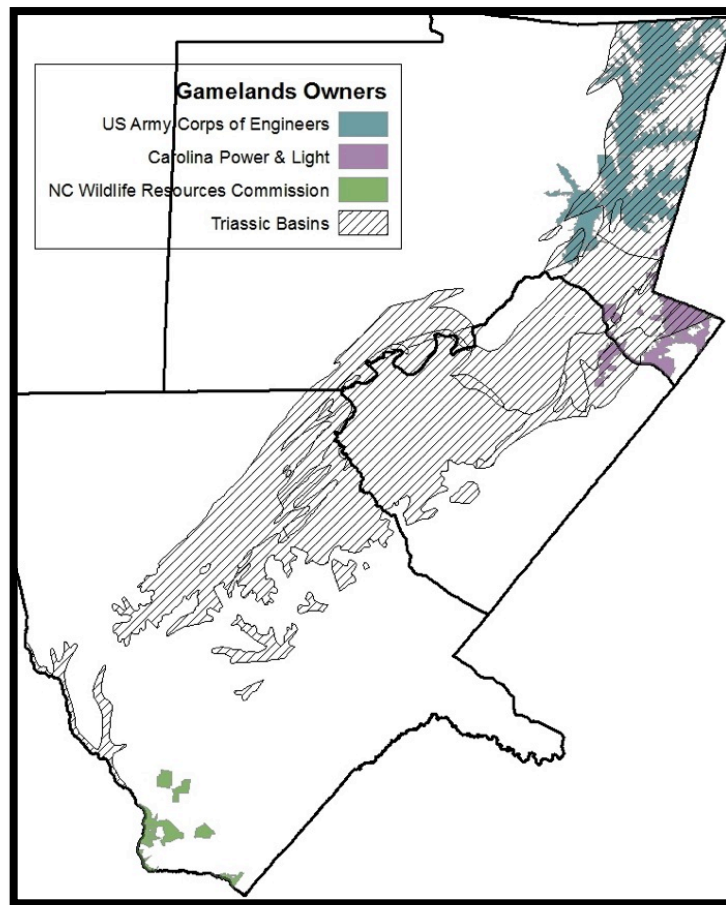 Gamelands Owners
US Army Corps of Engineers
Carolina Power & Light
NC Wildlife Resources Commission
Triassic Basins